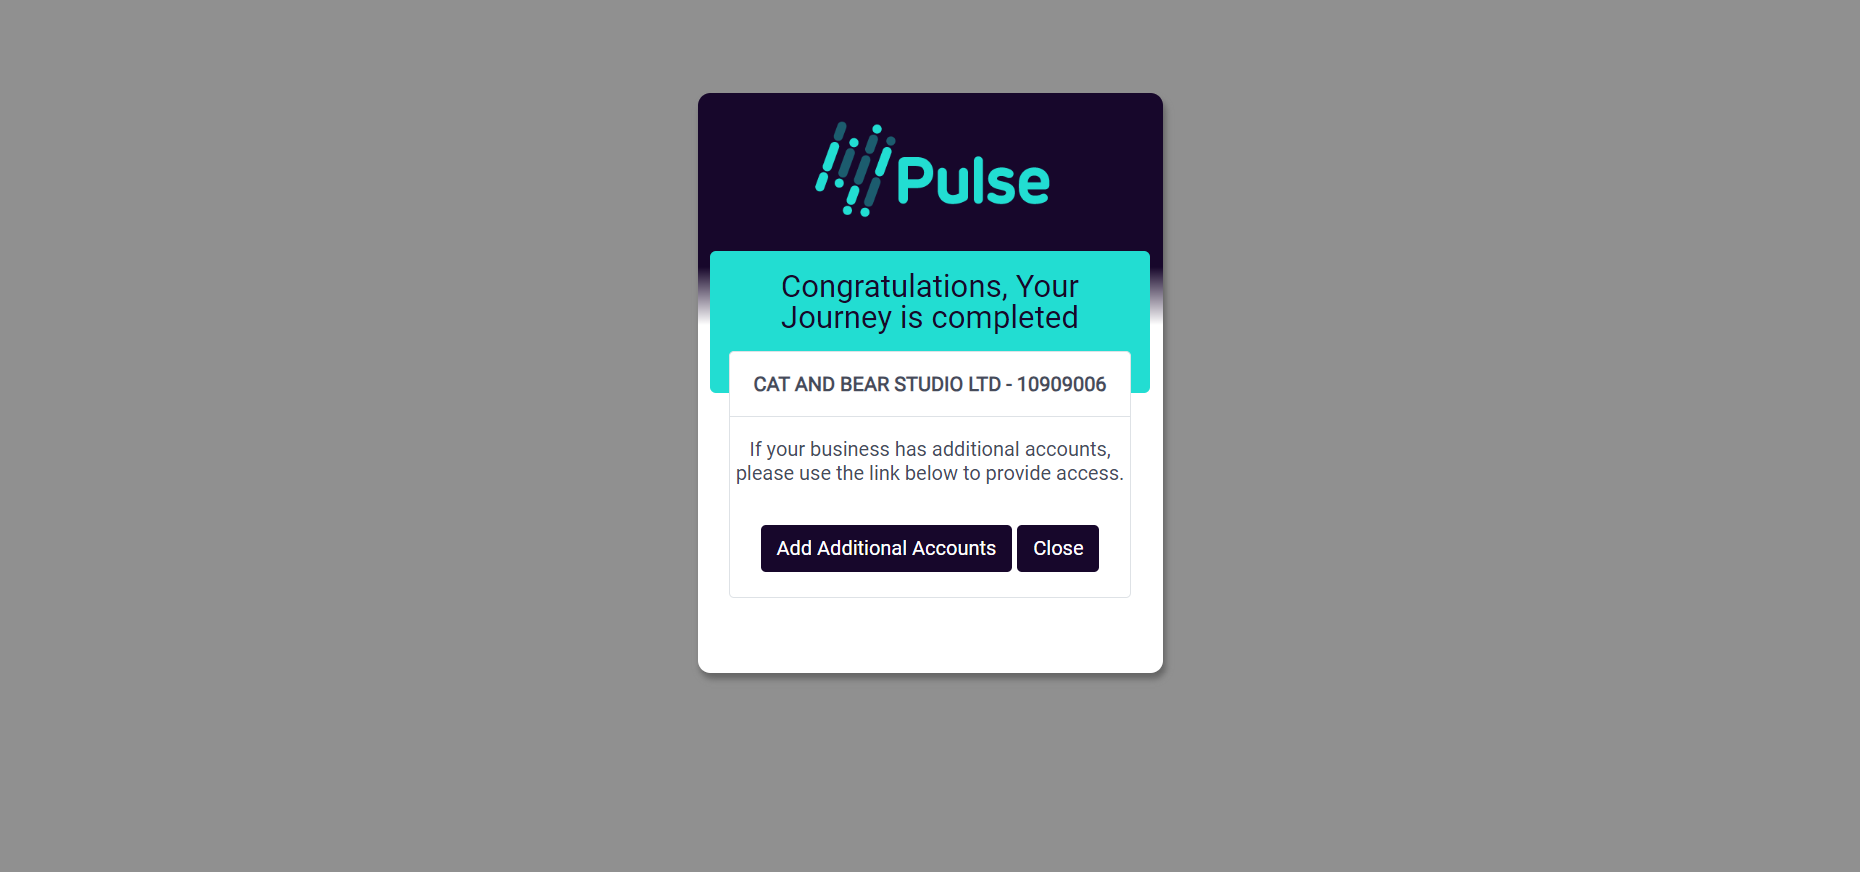 Pulse
Congratulations, Your
Journey is completed
CAT AND BEAR STUDIO LTD - 10909006
If your business has additional accounts,
please use the link below to provide access.
Add Additional Accounts
Close